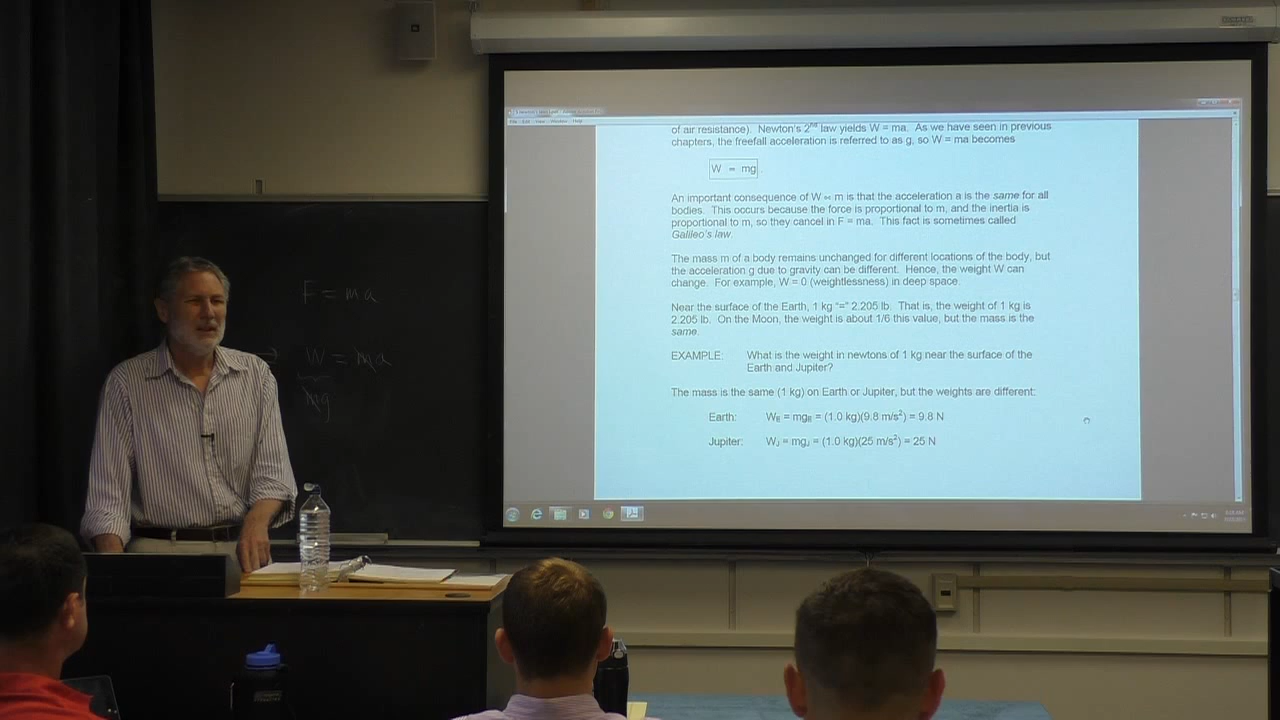 File Edit View Window Help
of air resistance). Newton's 2nd law yields W = ma. As we have seen in previous
chapters, the freefall acceleration is referred to as g, so W = ma becomes
W = mg
An important consequence of W ∝ m is that the acceleration a is the same for all
bodies. This occurs because the force is proportional to m, and the inertia is
proportional to m, so they cancel in F = ma. This fact is sometimes called
Galileo's law.
The mass m of a body remains unchanged for different locations of the body, but
the acceleration g due to gravity can be different. Hence, the weight W can
change. For example, W = 0 (weightlessness) in deep space.
Near the surface of the Earth, 1 kg "=" 2.205 lb. That is, the weight of 1 kg is
2.205 lb. On the Moon, the weight is about 1/6 this value, but the mass is the
same.
EXAMPLE: What is the weight in newtons of 1 kg near the surface of the
Earth and Jupiter?
The mass is the same (1 kg) on Earth or Jupiter, but the weights are different:
Earth: W_E = mg_E = (1.0 kg)(9.8 m/s²) = 9.8 N
Jupiter: W_J = mg_J = (1.0 kg)(25 m/s²) = 25 N
F = ma
→ W = ma
mg